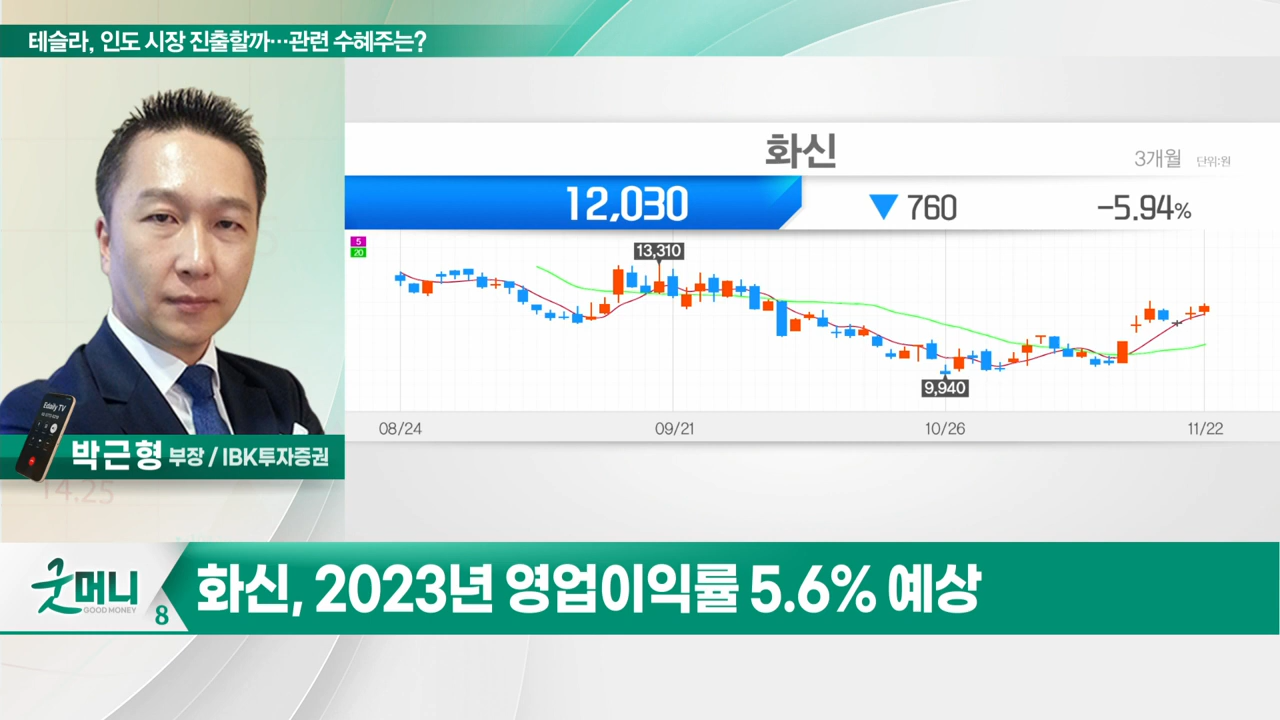 테슬라, 인도 시장 진출할까…관련 수혜주는?
화신
3개월 단위:원
12,030 ▼ 760 -5.94%
5
20
13,310
9,940
08/24 09/21 10/26 11/22
Edaily TV
박근형 부장 / IBK투자증권
14.25
굿머니
GOOD MONEY
8
화신, 2023년 영업이익률 5.6% 예상